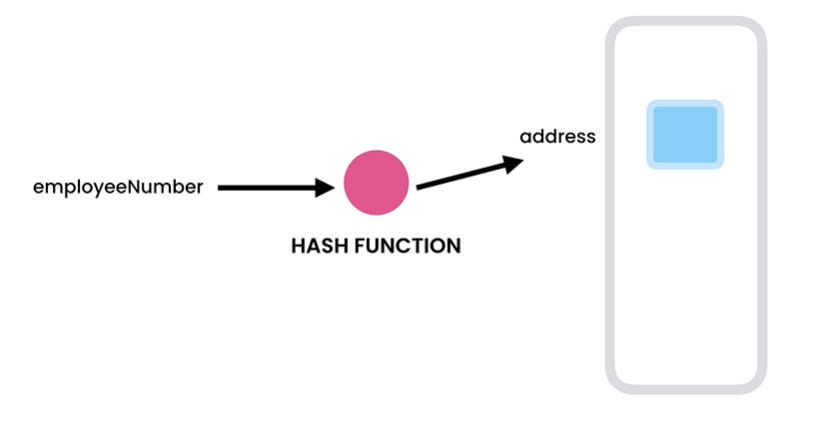 employeeNumber
address
HASH FUNCTION